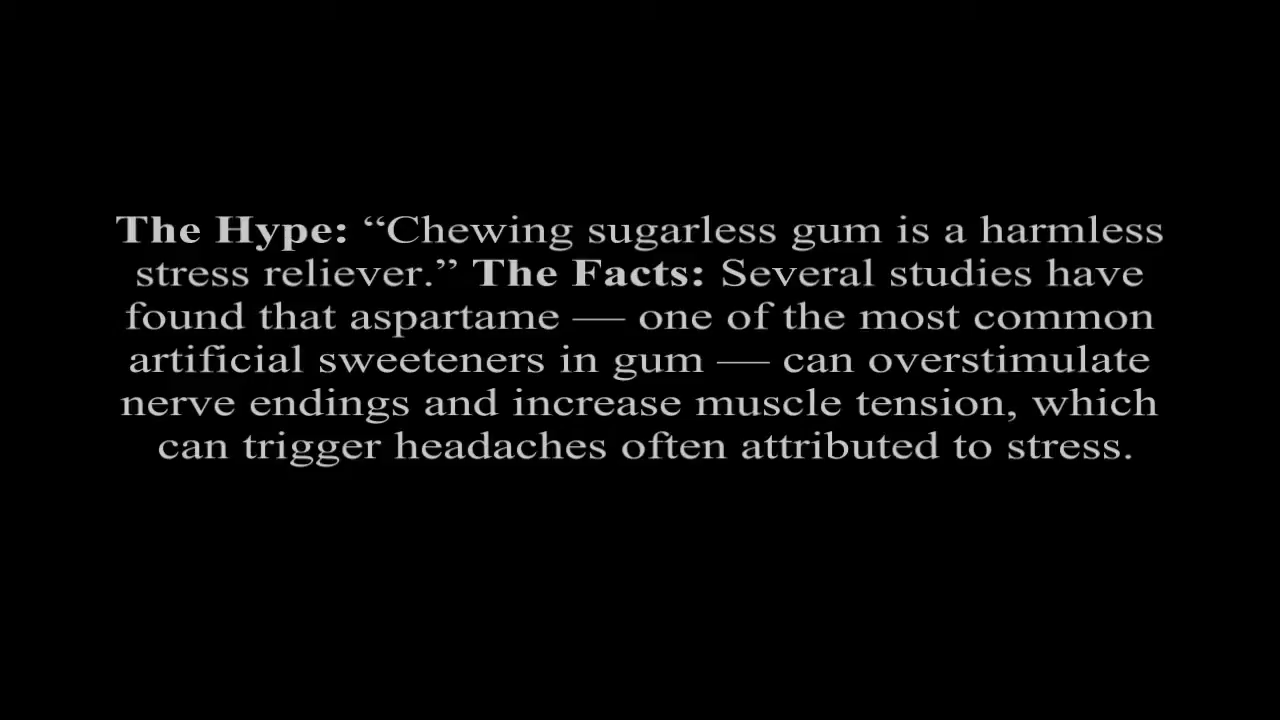 The Hype: “Chewing sugarless gum is a harmless
stress reliever.” The Facts: Several studies have
found that aspartame — one of the most common
artificial sweeteners in gum — can overstimulate
nerve endings and increase muscle tension, which
can trigger headaches often attributed to stress.